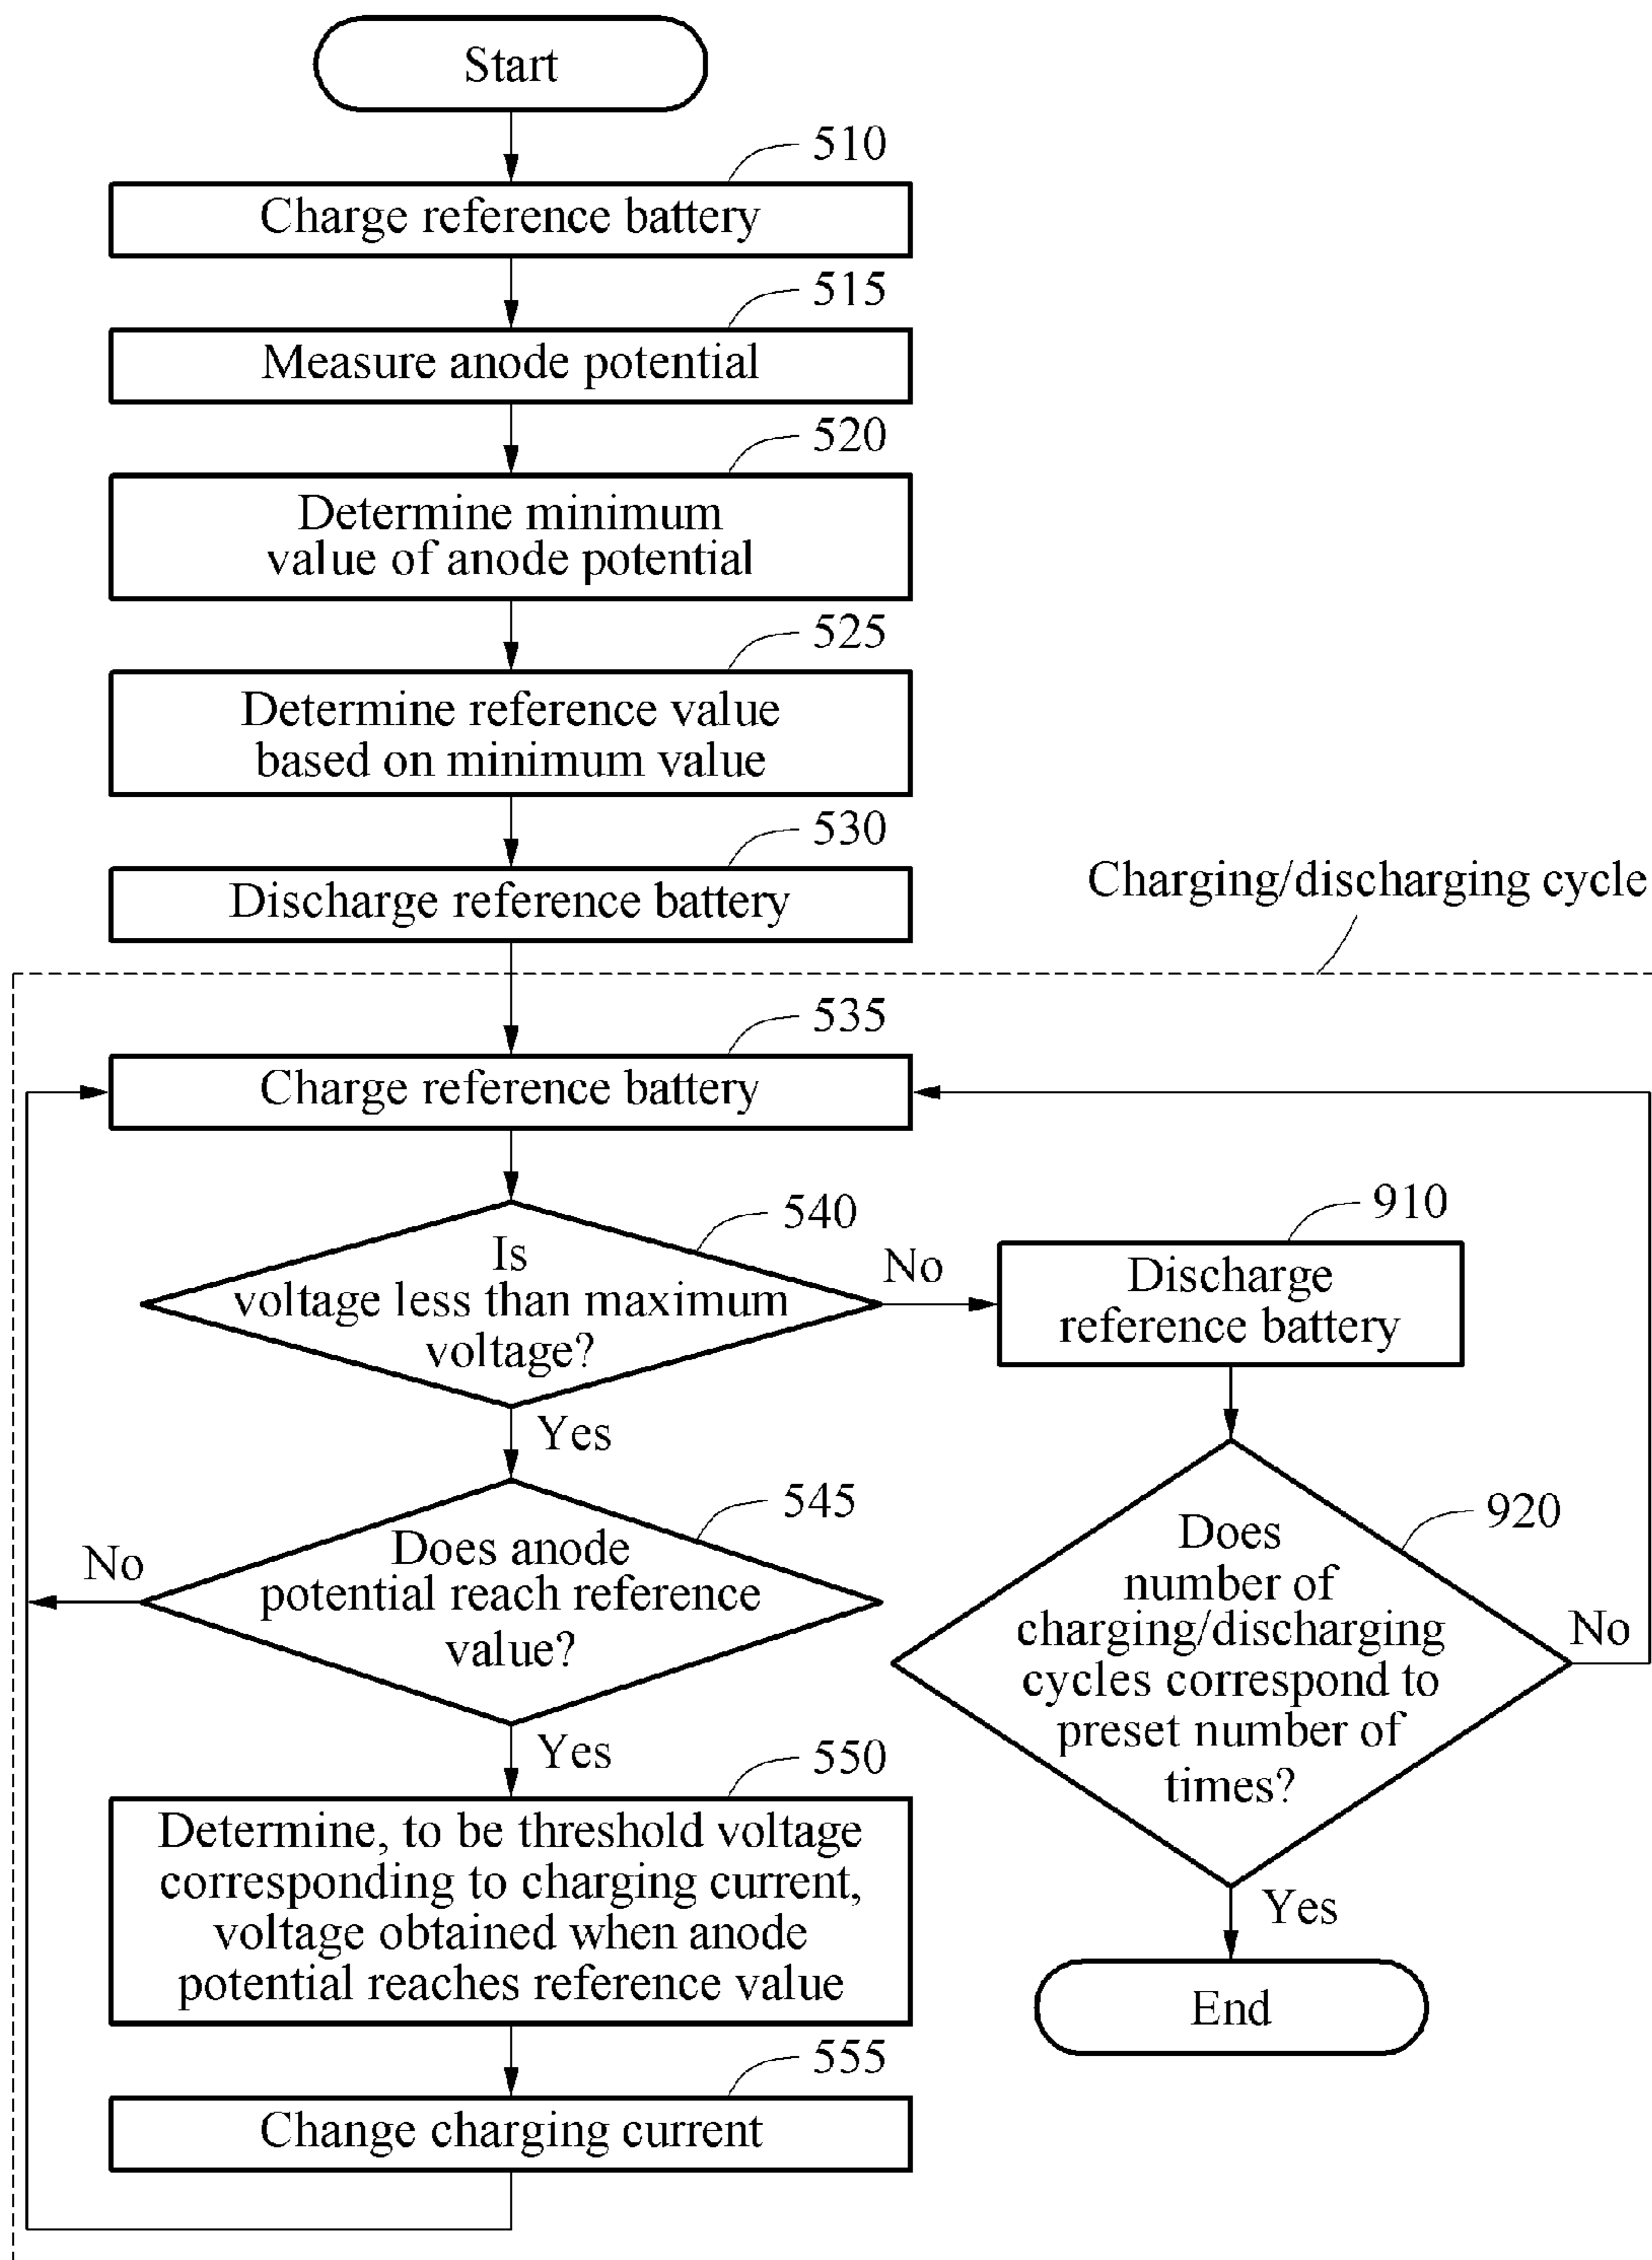 Start
510
Charge reference battery
515
Measure anode potential
520
Determine minimum
value of anode potential
525
Determine reference value
based on minimum value
530
Discharge reference battery
Charging/discharging cycle
535
Charge reference battery
540
Is
voltage less than maximum
voltage?
No
910
Discharge
reference battery
Yes
545
Does anode
potential reach reference
value?
No
920
Does
number of
charging/discharging
cycles correspond to
preset number of
times?
No
Yes
550
Determine, to be threshold voltage
corresponding to charging current,
voltage obtained when anode
potential reaches reference value
Yes
End
555
Change charging current